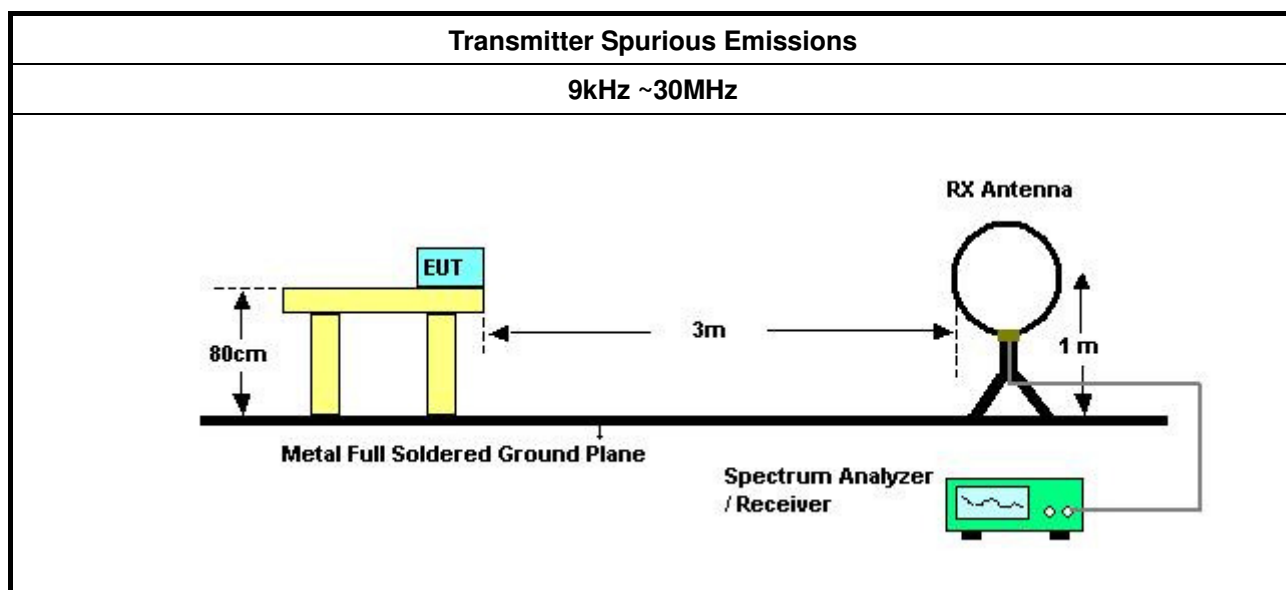 Transmitter Spurious Emissions
9kHz ~30MHz
RX Antenna
EUT
3m
80cm
1 m
Metal Full Soldered Ground Plane
Spectrum Analyzer
/ Receiver